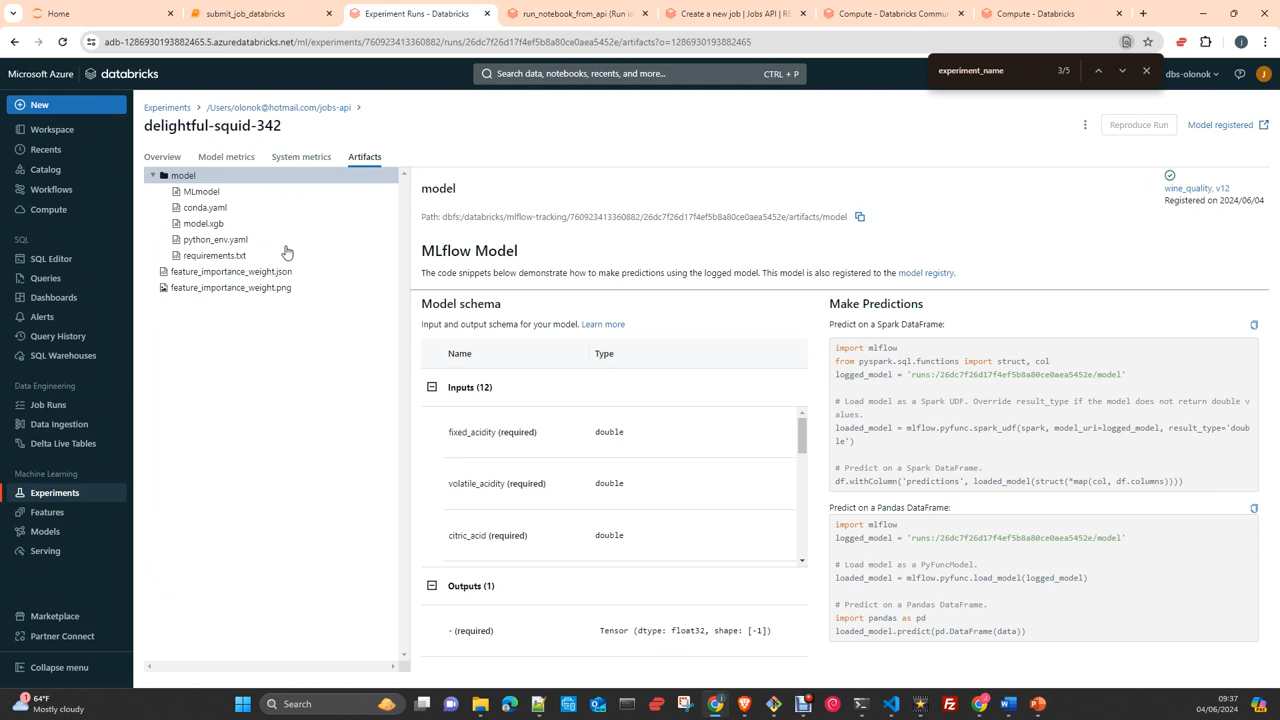 Home
submit_job_databricks
Experiment Runs - Databricks
run_notebook_from_api (Run id
Create a new job | Jobs API | RE
Compute - Databricks Commun
Compute - Databricks
adb-1286930193882465.5.azuredatabricks.net/ml/experiments/760923413360882/runs/26dc7f26d17f4ef5b8a80ce0aea5452e/artifacts?o=1286930193882465
experiment_name
3/5
Microsoft Azure
databricks
Search data, notebooks, recents, and more...
CTRL + P
dbs-olonok
J
New
Workspace
Recents
Catalog
Workflows
Compute
SQL
SQL Editor
Queries
Dashboards
Alerts
Query History
SQL Warehouses
Data Engineering
Job Runs
Data Ingestion
Delta Live Tables
Machine Learning
Experiments
Features
Models
Serving
Marketplace
Partner Connect
Collapse menu
Experiments > /Users/olonok@hotmail.com/jobs-api >
delightful-squid-342
Reproduce Run
Model registered
Overview
Model metrics
System metrics
Artifacts
model
MLmodel
conda.yaml
model.xgb
python_env.yaml
requirements.txt
feature_importance_weight.json
feature_importance_weight.png
model
Path: dbfs:/databricks/mlflow-tracking/760923413360882/26dc7f26d17f4ef5b8a80ce0aea5452e/artifacts/model
wine_quality, v12
Registered on 2024/06/04
MLflow Model
The code snippets below demonstrate how to make predictions using the logged model. This model is also registered to the model registry.
Model schema
Input and output schema for your model. Learn more
Name
Type
Inputs (12)
fixed_acidity (required)
double
volatile_acidity (required)
double
citric_acid (required)
double
Outputs (1)
- (required)
Tensor (dtype: float32, shape: [-1])
Make Predictions
Predict on a Spark DataFrame:
import mlflow
from pyspark.sql.functions import struct, col
logged_model = 'runs:/26dc7f26d17f4ef5b8a80ce0aea5452e/model'
# Load model as a Spark UDF. Override result_type if the model does not return double v
alues.
loaded_model = mlflow.pyfunc.spark_udf(spark, model_uri=logged_model, result_type='doub
le')
# Predict on a Spark DataFrame.
df.withColumn('predictions', loaded_model(struct(*map(col, df.columns))))
Predict on a Pandas DataFrame:
import mlflow
logged_model = 'runs:/26dc7f26d17f4ef5b8a80ce0aea5452e/model'
# Load model as a PyFuncModel.
loaded_model = mlflow.pyfunc.load_model(logged_model)
# Predict on a Pandas DataFrame.
import pandas as pd
loaded_model.predict(pd.DataFrame(data))
64°F
Mostly cloudy
Search
09:37
04/06/2024